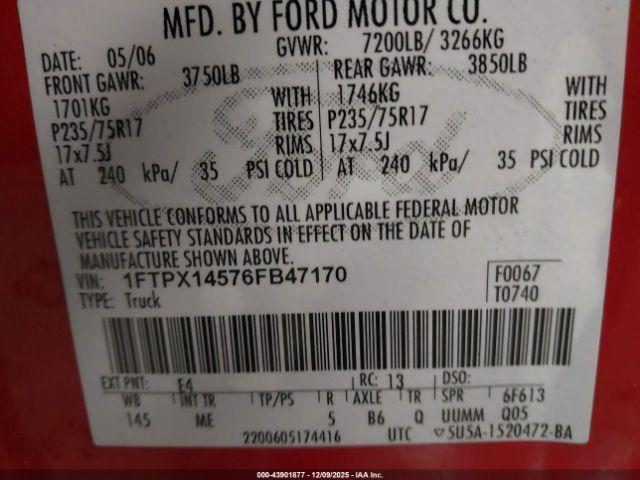 MFD. BY FORD MOTOR CO.
DATE: 05/06 GVWR: 7200LB/ 3266KG
FRONT GAWR: 3750LB REAR GAWR: 3850LB
1701KG WITH 1746KG WITH
P235/75R17 TIRES P235/75R17 TIRES
17x7.5J RIMS 17x7.5J RIMS
AT 240 kPa/ 35 PSI COLD AT 240 kPa/ 35 PSI COLD
Ford
THIS VEHICLE CONFORMS TO ALL APPLICABLE FEDERAL MOTOR
VEHICLE SAFETY STANDARDS IN EFFECT ON THE DATE OF
MANUFACTURE SHOWN ABOVE.
VIN: 1FTPX14576FB47170 F0067
TYPE: Truck T0740
EXT PNT: E4 RC: 13 DSO:
WB INT TR TP/PS R AXLE TR SPR 6F613
145 ME 5 B6 Q UUMM Q05
2200605174416 UTC 5U5A-1520472-BA
000-43901877 - 12/09/2025 - IAAI.COM